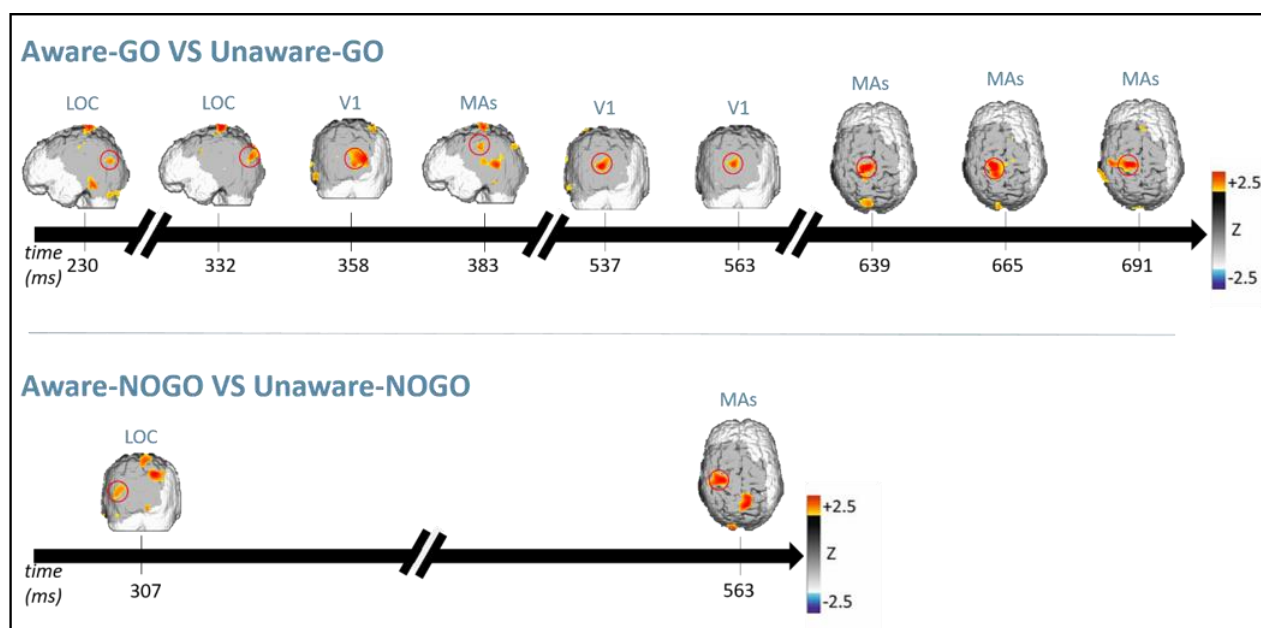 Aware-GO VS Unaware-GO
LOC LOC V1 MAs V1 V1 MAs MAs MAs
+2.5
Z
-2.5
time
(ms)
230 332 358 383 537 563 639 665 691
Aware-NOGO VS Unaware-NOGO
LOC MAs
+2.5
Z
-2.5
time
(ms)
307 563